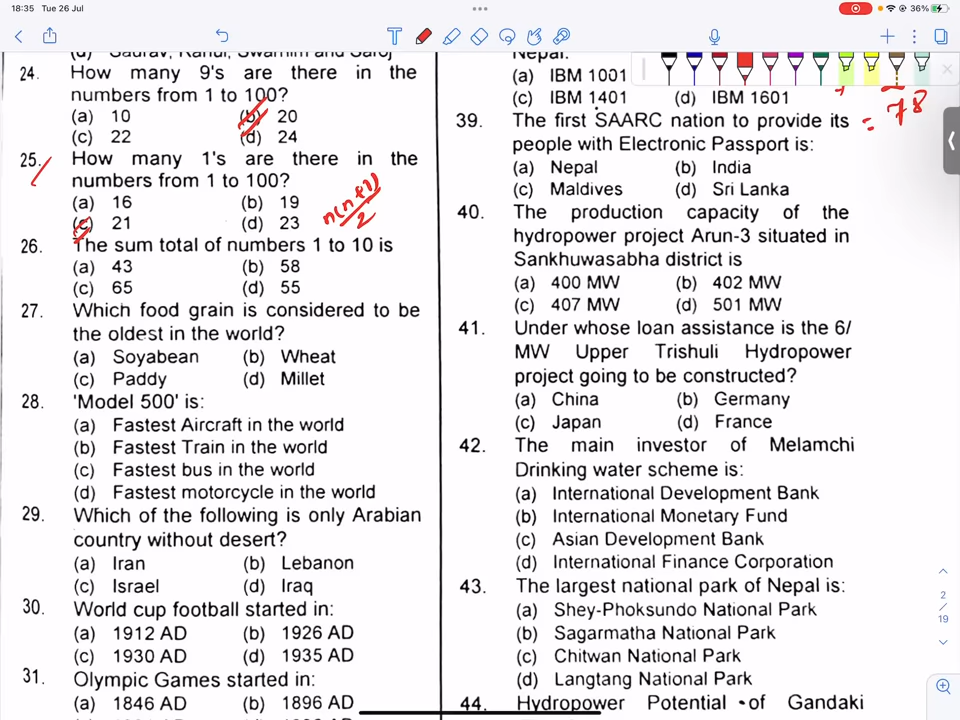 18:35 Tue 26 Jul
36%
24. How many 9's are there in the
numbers from 1 to 100?
(a) 10 (b) 20
(c) 22 (d) 24
25. How many 1's are there in the
numbers from 1 to 100?
(a) 16 (b) 19
(c) 21 (d) 23
n(n+1)
2
26. The sum total of numbers 1 to 10 is
(a) 43 (b) 58
(c) 65 (d) 55
27. Which food grain is considered to be
the oldest in the world?
(a) Soyabean (b) Wheat
(c) Paddy (d) Millet
28. 'Model 500' is:
(a) Fastest Aircraft in the world
(b) Fastest Train in the world
(c) Fastest bus in the world
(d) Fastest motorcycle in the world
29. Which of the following is only Arabian
country without desert?
(a) Iran (b) Lebanon
(c) Israel (d) Iraq
30. World cup football started in:
(a) 1912 AD (b) 1926 AD
(c) 1930 AD (d) 1935 AD
31. Olympic Games started in:
(a) 1846 AD (b) 1896 AD
Nepal.
(a) IBM 1001
(c) IBM 1401 (d) IBM 1601
= 78
39. The first SAARC nation to provide its
people with Electronic Passport is:
(a) Nepal (b) India
(c) Maldives (d) Sri Lanka
40. The production capacity of the
hydropower project Arun-3 situated in
Sankhuwasabha district is
(a) 400 MW (b) 402 MW
(c) 407 MW (d) 501 MW
41. Under whose loan assistance is the 6/
MW Upper Trishuli Hydropower
project going to be constructed?
(a) China (b) Germany
(c) Japan (d) France
42. The main investor of Melamchi
Drinking water scheme is:
(a) International Development Bank
(b) International Monetary Fund
(c) Asian Development Bank
(d) International Finance Corporation
43. The largest national park of Nepal is:
(a) Shey-Phoksundo National Park
(b) Sagarmatha National Park
(c) Chitwan National Park
(d) Langtang National Park
44. Hydropower Potential of Gandaki
2
/
19